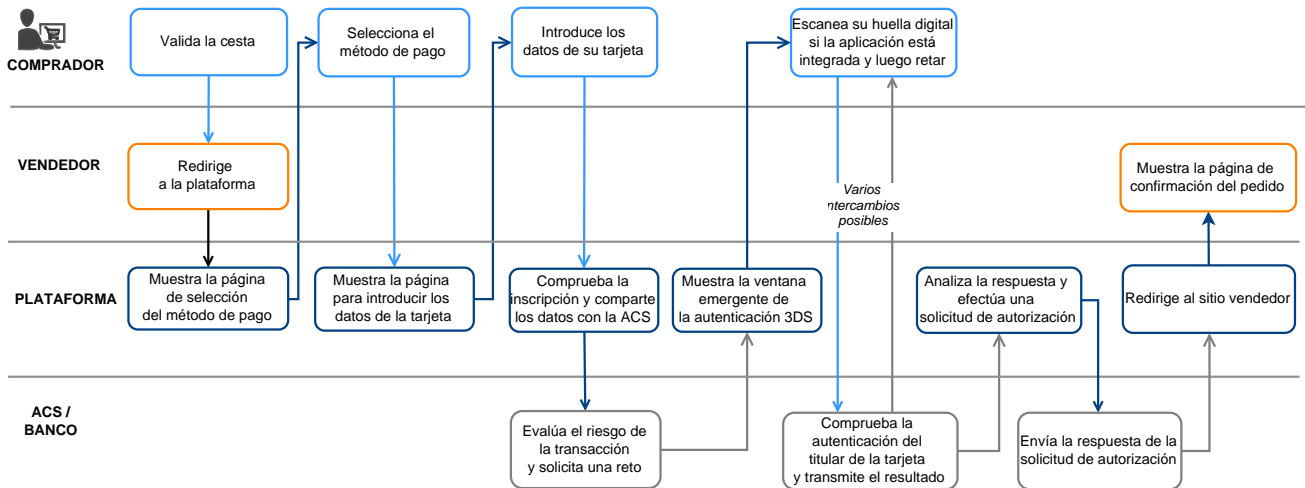 COMPRADOR
Valida la cesta
Selecciona el
método de pago
Introduce los
datos de su tarjeta
Escanea su huella digital
si la aplicación está
integrada y luego retar
VENDEDOR
Redirige
a la plataforma
Varios
ntercambios
posibles
Muestra la página de
confirmación del pedido
PLATAFORMA
Muestra la página
de selección
del método de pago
Muestra la página
para introducir los
datos de la tarjeta
Comprueba la
inscripción y comparte
los datos con la ACS
Muestra la ventana
emergente de
la autenticación 3DS
Analiza la respuesta y
efectúa una
solicitud de autorización
Redirige al sitio vendedor
ACS /
BANCO
Evalúa el riesgo de
la transacción
y solicita una reto
Comprueba la
autenticación del
titular de la tarjeta
y transmite el resultado
Envía la respuesta de la
solicitud de autorización